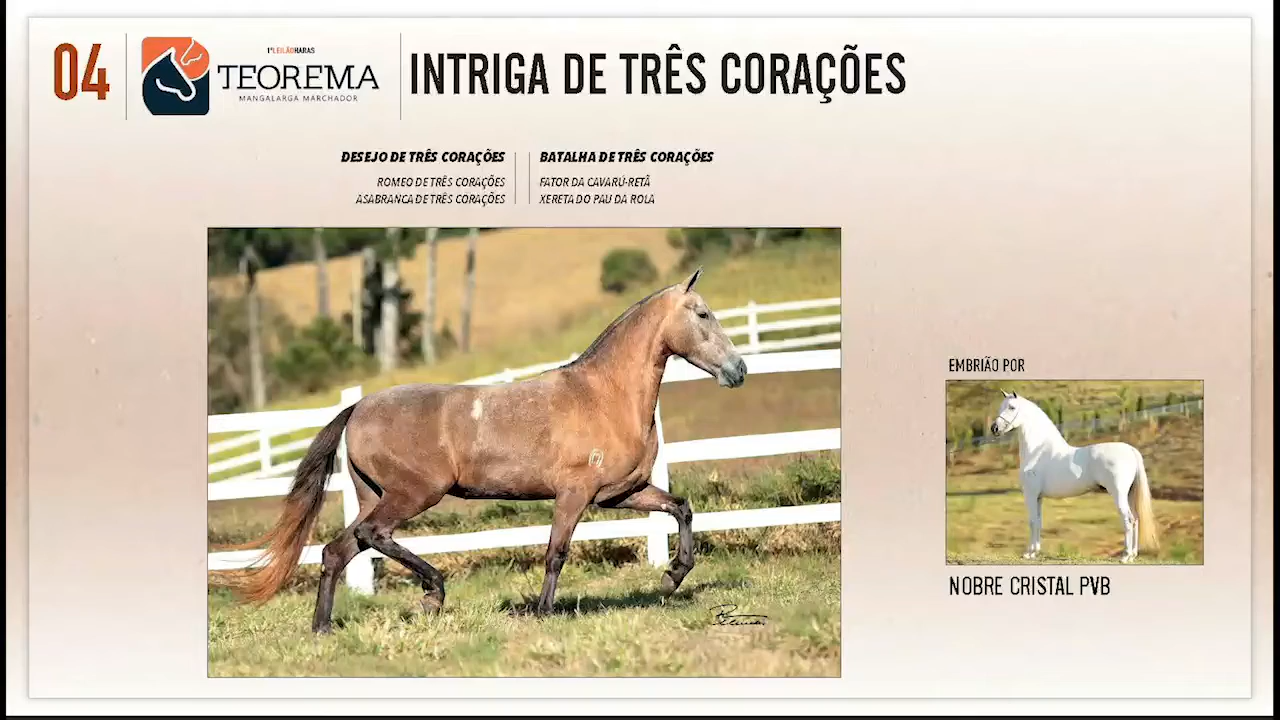 04
1º LEILÃO HARAS
TEOREMA
MANGALARGA MARCHADOR
INTRIGA DE TRÊS CORAÇÕES
DESEJO DE TRÊS CORAÇÕES
ROMEO DE TRÊS CORAÇÕES
ASABRANCA DE TRÊS CORAÇÕES
BATALHA DE TRÊS CORAÇÕES
FATOR DA CAVARÚ-RETÃ
XERETA DO PAU DA ROLA
EMBRIÃO POR
NOBRE CRISTAL PVB